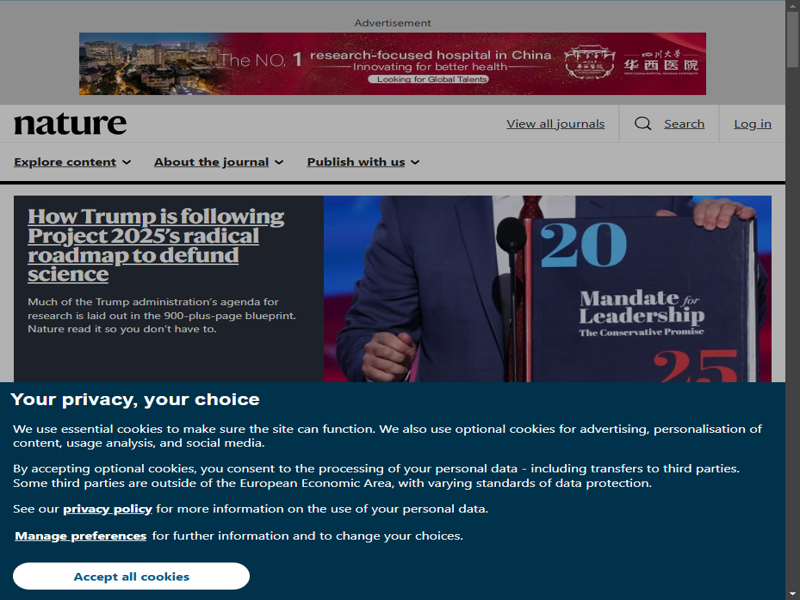 Advertisement
The NO. 1 research-focused hospital in China
Innovating for better health
Looking for Global Talents
四川大学
华西医院
nature
View all journals
Search
Log in
Explore content
About the journal
Publish with us
How Trump is following
Project 2025’s radical
roadmap to defund
science
Much of the Trump administration’s agenda for
research is laid out in the 900-plus-page blueprint.
Nature read it so you don’t have to.
20
Mandate for
Leadership
The Conservative Promise
25
Your privacy, your choice
We use essential cookies to make sure the site can function. We also use optional cookies for advertising, personalisation of
content, usage analysis, and social media.
By accepting optional cookies, you consent to the processing of your personal data - including transfers to third parties.
Some third parties are outside of the European Economic Area, with varying standards of data protection.
See our privacy policy for more information on the use of your personal data.
Manage preferences for further information and to change your choices.
Accept all cookies